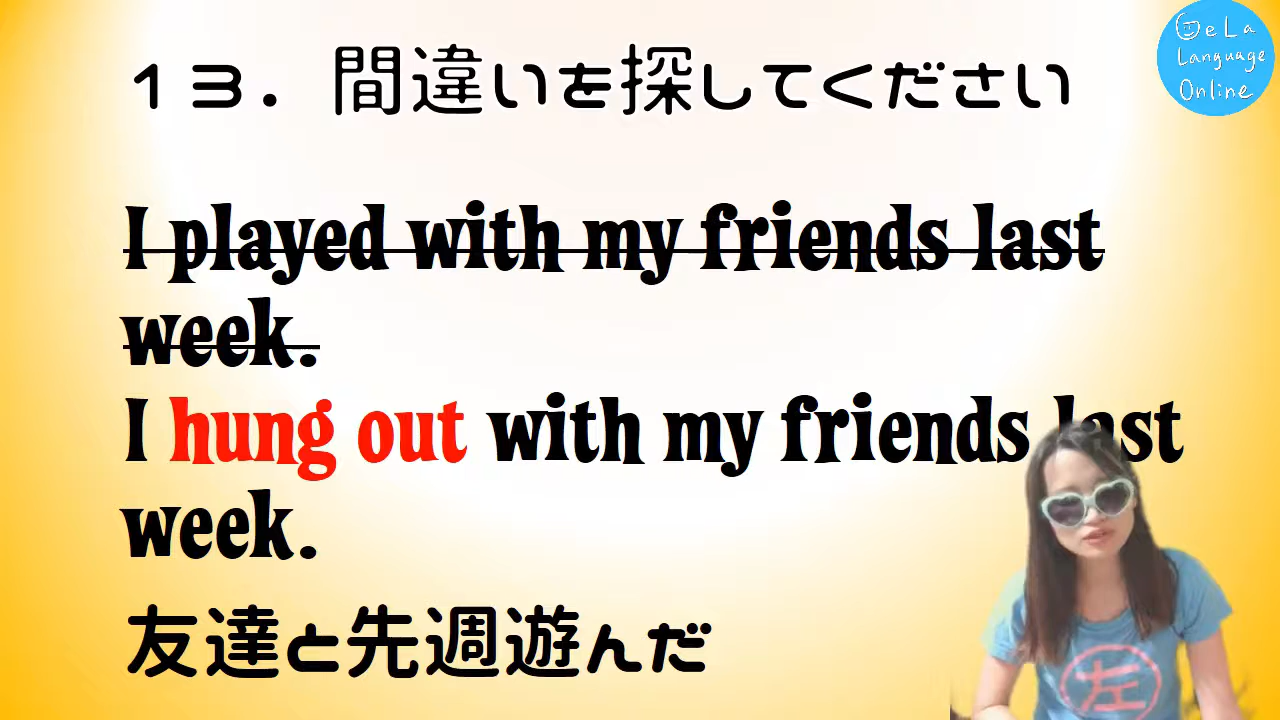 １３．間違いを探してください
I played with my friends last
week.
I hung out with my friends last
week.
友達と先週遊んだ
JeLa
Language
Online
左